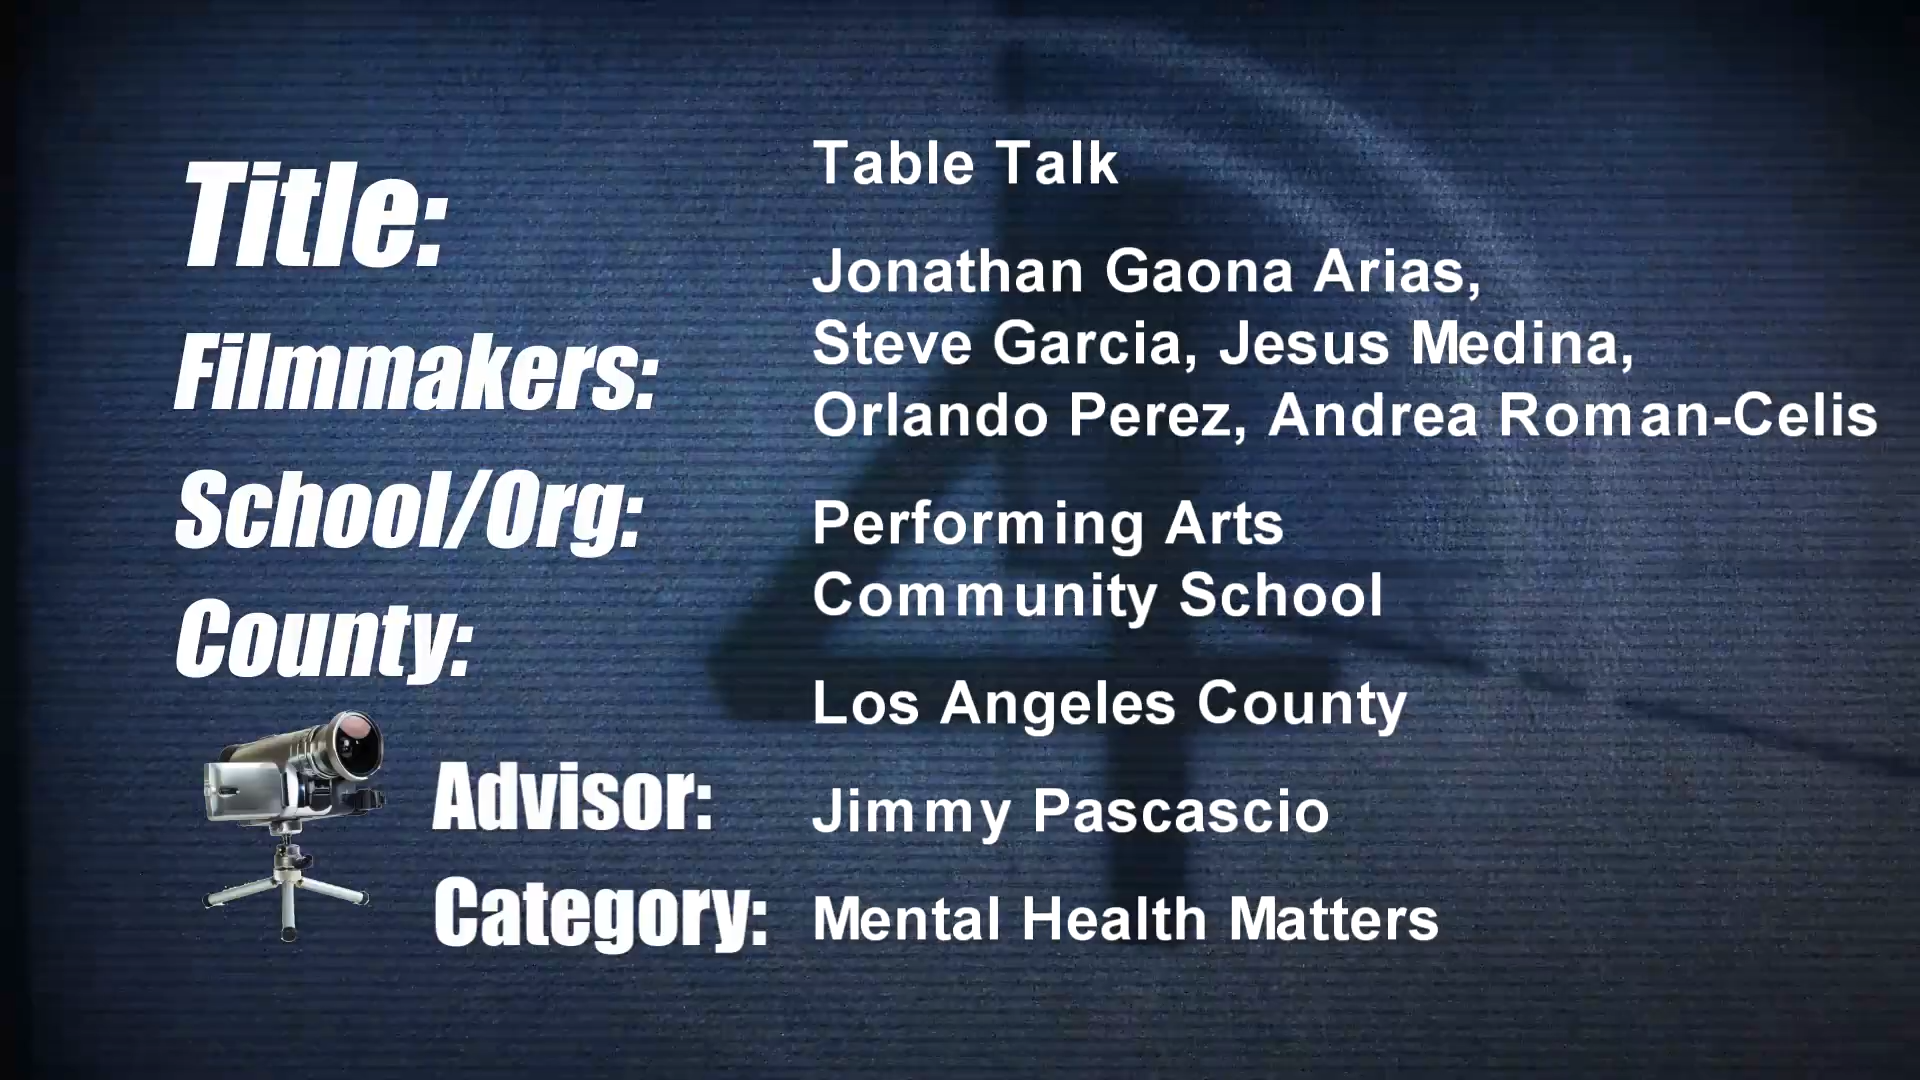 Title:
Table Talk
Filmmakers:
Jonathan Gaona Arias,
Steve Garcia, Jesus Medina,
Orlando Perez, Andrea Roman-Celis
School/Org:
Performing Arts
Community School
County:
Los Angeles County
Advisor:
Jimmy Pascascio
Category:
Mental Health Matters
4